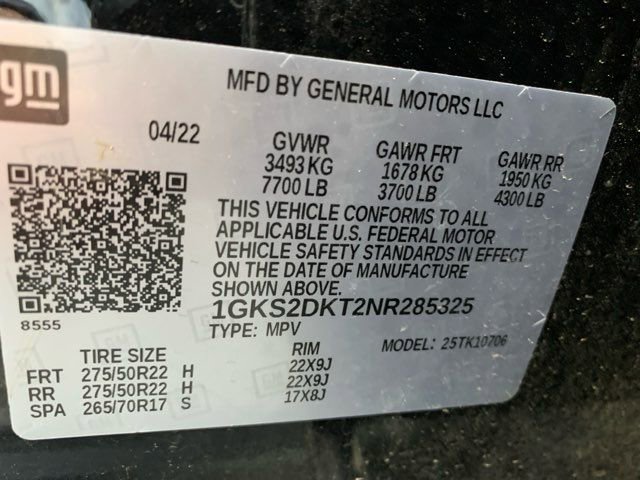 gm
MFD BY GENERAL MOTORS LLC
04/22
GVWR GAWR FRT GAWR RR
3493 KG 1678 KG 1950 KG
7700 LB 3700 LB 4300 LB
THIS VEHICLE CONFORMS TO ALL
APPLICABLE U.S. FEDERAL MOTOR
VEHICLE SAFETY STANDARDS IN EFFECT
ON THE DATE OF MANUFACTURE
SHOWN ABOVE.
8555
1GKS2DKT2NR285325
TYPE: MPV MODEL: 25TK10706
TIRE SIZE RIM
FRT 275/50R22 H 22X9J
RR 275/50R22 H 22X9J
SPA 265/70R17 S 17X8J